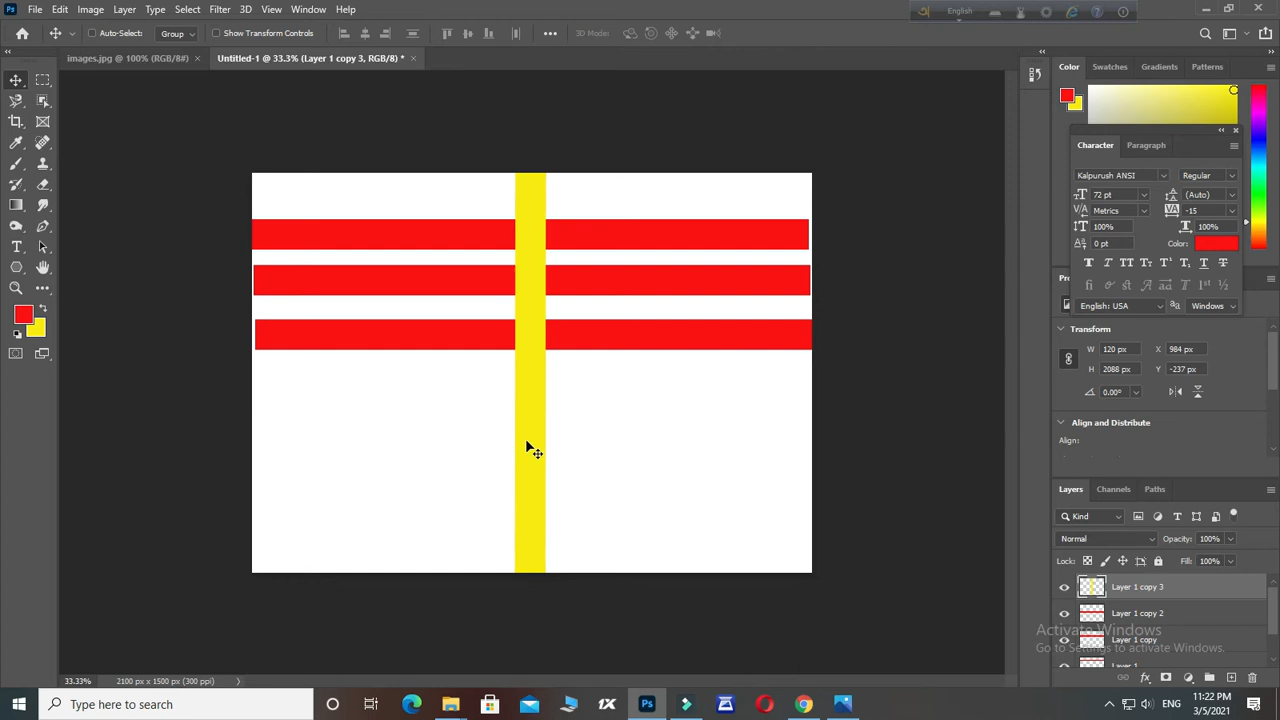 File Edit Image Layer Type Select Filter 3D View Window Help
English
Auto-Select: Group Show Transform Controls 3D Mode:
images.jpg @ 100% (RGB/8#) × Untitled-1 @ 33.3% (Layer 1 copy 3, RGB/8) * ×
Color Swatches Gradients Patterns
Character Paragraph
Kalpurush ANSI Regular
72 pt (Auto)
Metrics -15
100% 100%
0 pt Color:
English: USA Windows
Transform
W 120 px X 984 px
H 2088 px Y -237 px
0.00°
Align and Distribute
Align:
Layers Channels Paths
Kind
Normal Opacity: 100%
Lock: Fill: 100%
Layer 1 copy 3
Layer 1 copy 2
Layer 1 copy
Layer 1
Activate Windows
Go to Settings to activate Windows.
33.33% 2100 px x 1500 px (300 ppi)
Type here to search
ENG
11:22 PM
3/5/2021